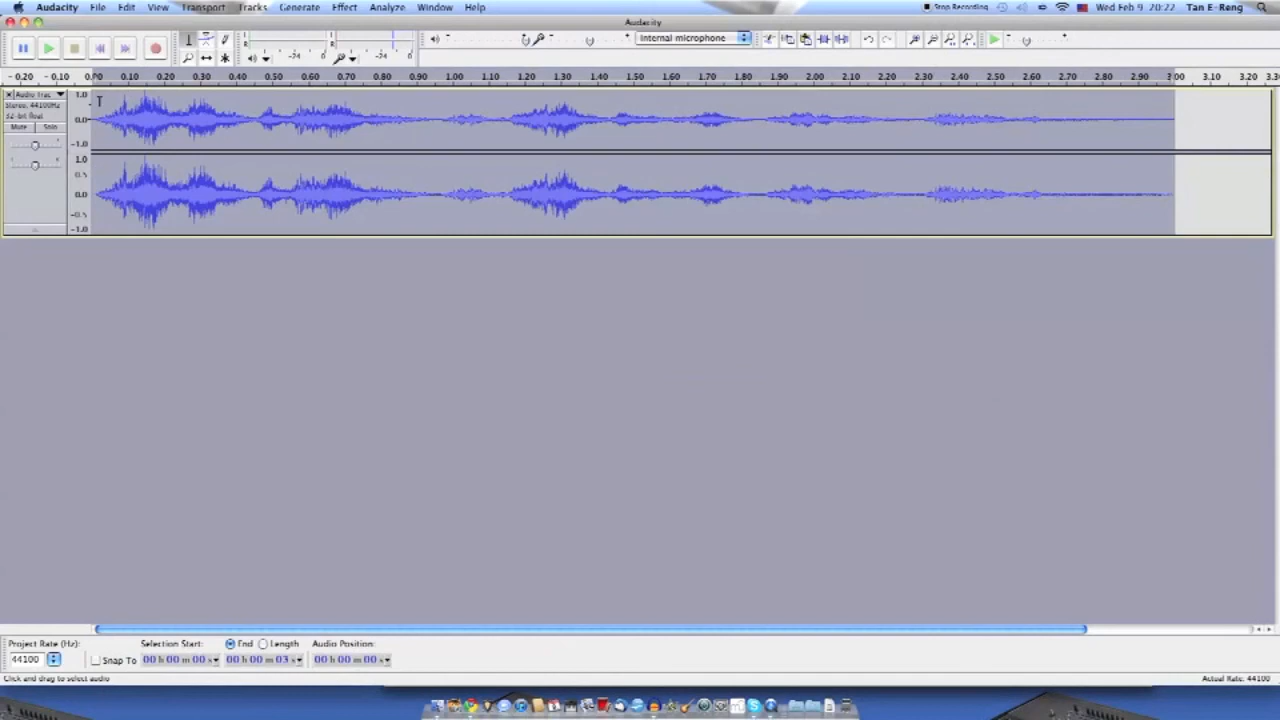 Audacity File Edit View Transport Tracks Generate Effect Analyze Window Help Stop Recording Wed Feb 9 20:22 Tan E-Reng
Audacity
L
R
L
R
-24 0
-24 0
Internal microphone
-0.20 -0.10 0.00 0.10 0.20 0.30 0.40 0.50 0.60 0.70 0.80 0.90 1.00 1.10 1.20 1.30 1.40 1.50 1.60 1.70 1.80 1.90 2.00 2.10 2.20 2.30 2.40 2.50 2.60 2.70 2.80 2.90 3.00 3.10 3.20
Audio Trac
Stereo, 44100Hz
32-bit float
Mute Solo
1.0
0.0
-1.0
1.0
0.5
0.0
-0.5
-1.0
Project Rate (Hz): Selection Start: End Length Audio Position:
44100 Snap To 00 h 00 m 00 s 00 h 00 m 03 s 00 h 00 m 00 s
Click and drag to select audio Actual Rate: 44100